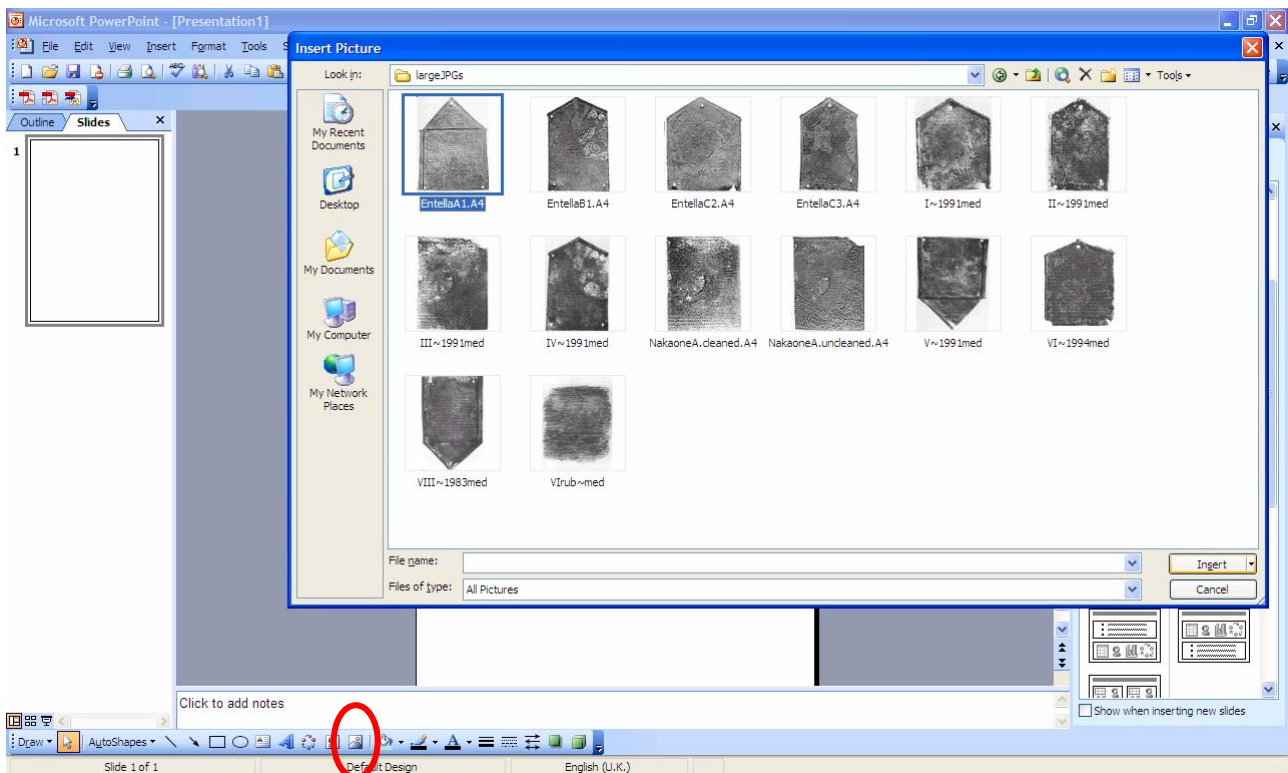 Microsoft PowerPoint - [Presentation1]
File Edit View Insert Format Tools S
Insert Picture
Look in: largeJPGs Tools
Outline Slides
My Recent Documents
Desktop
My Documents
My Computer
My Network Places
EntellaA1.A4 EntellaB1.A4 EntellaC2.A4 EntellaC3.A4 I~1991med II~1991med
III~1991med IV~1991med NakaoneA.cleaned.A4 NakaoneA.uncleaned.A4 V~1991med VI~1994med
VIII~1983med VIrub~med
1
File name: Insert
Files of type: All Pictures Cancel
Click to add notes
Show when inserting new slides
Draw AutoShapes
Slide 1 of 1 Default Design English (U.K.)